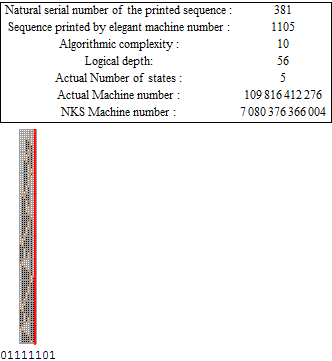 Natural serial number of the printed sequence : 381
Sequence printed by elegant machine number : 1105
Algorithmic complexity : 10
Logical depth: 56
Actual Number of states : 5
Actual Machine number : 109 816 412 276
NKS Machine number : 7 080 376 366 004
01111101